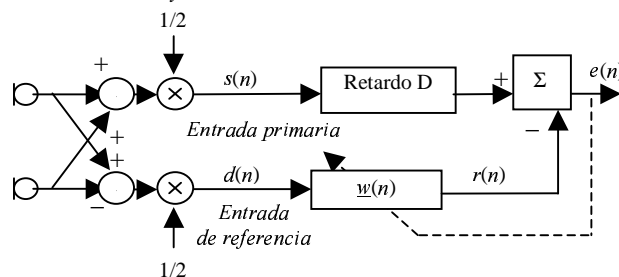 1/2
+
s(n)
Retardo D
+
Σ
e(n)
×
Entrada primaria
+
+
−
d(n)
w(n)
r(n)
−
×
Entrada
de referencia
1/2